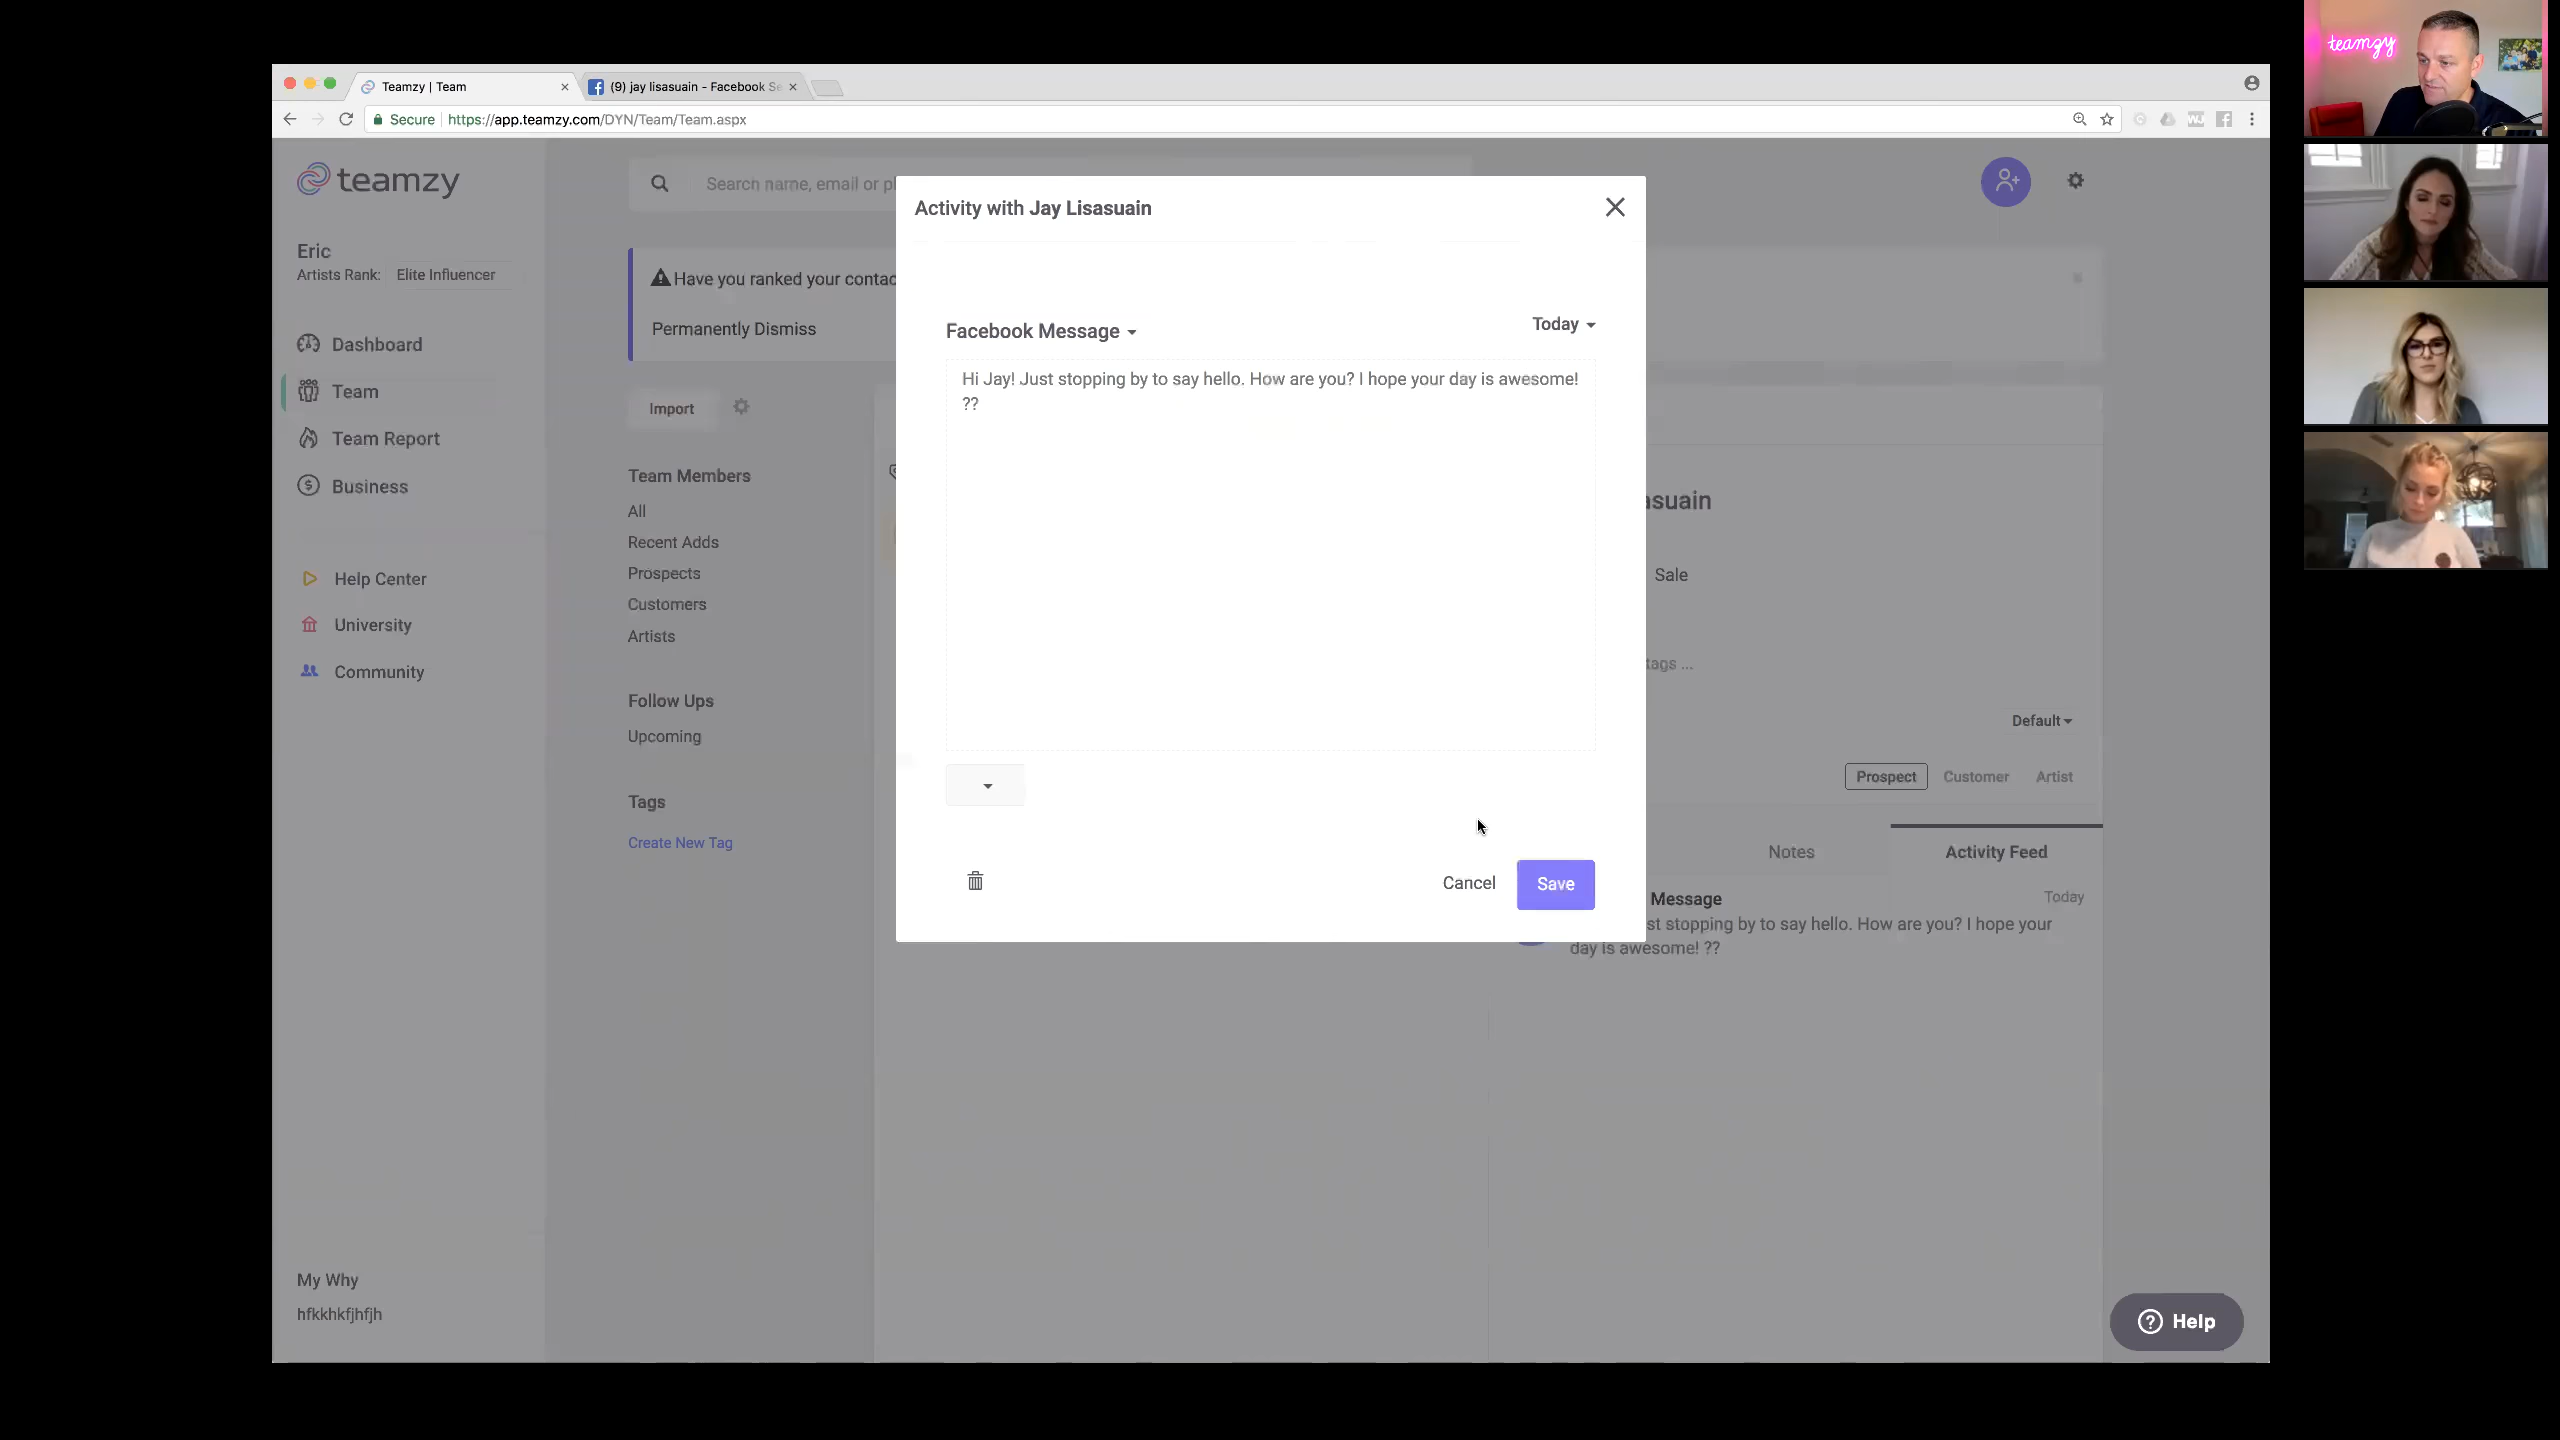 Teamzy | Team
(9) jay lisasuain - Facebook Se
Secure
https://app.teamzy.com/DYN/Team/Team.aspx
teamzy
teamzy
Search name, email or pl
Eric
Artists Rank: Elite Influencer
Dashboard
Team
Team Report
Business
Help Center
University
Community
My Why
hfkkhkfjhfjh
Have you ranked your contac
Permanently Dismiss
Import
Team Members
All
Recent Adds
Prospects
Customers
Artists
Follow Ups
Upcoming
Tags
Create New Tag
Activity with Jay Lisasuain
Facebook Message
Today
Hi Jay! Just stopping by to say hello. How are you? I hope your day is awesome!
??
Cancel
Save
asuain
Sale
tags ...
Default
Prospect
Customer
Artist
Notes
Activity Feed
Message
Today
st stopping by to say hello. How are you? I hope your
day is awesome! ??
Help